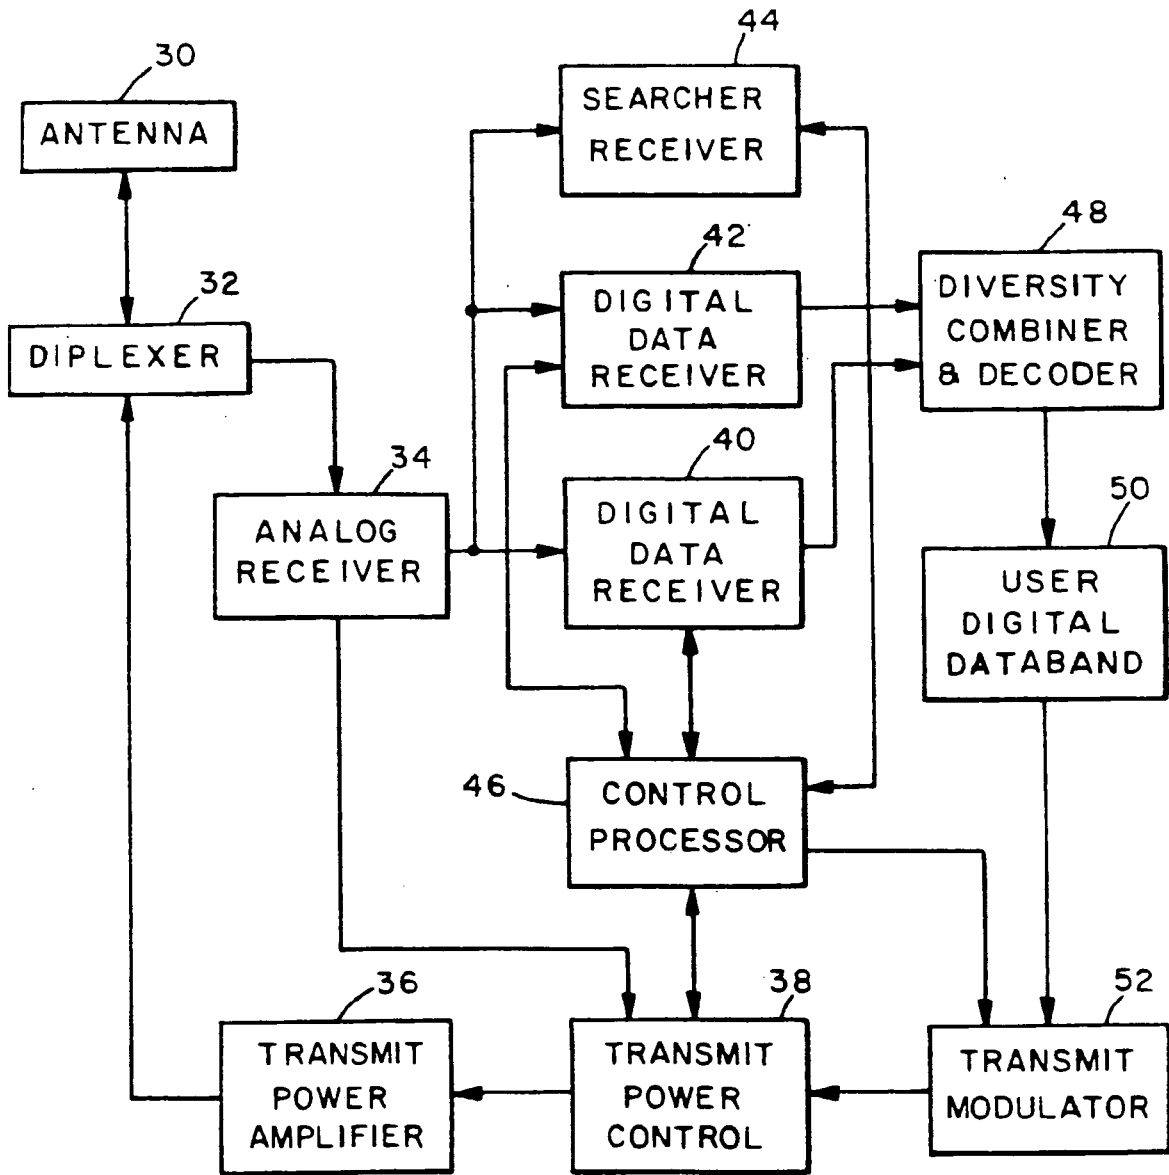 44
30
SEARCHER
RECEIVER
ANTENNA
42
48
32
DIGITAL
DATA
RECEIVER
DIVERSITY
COMBINER
& DECODER
DIPLEXER
34
40
50
ANALOG
RECEIVER
DIGITAL
DATA
RECEIVER
USER
DIGITAL
DATABAND
46
CONTROL
PROCESSOR
36
38
52
TRANSMIT
POWER
AMPLIFIER
TRANSMIT
POWER
CONTROL
TRANSMIT
MODULATOR